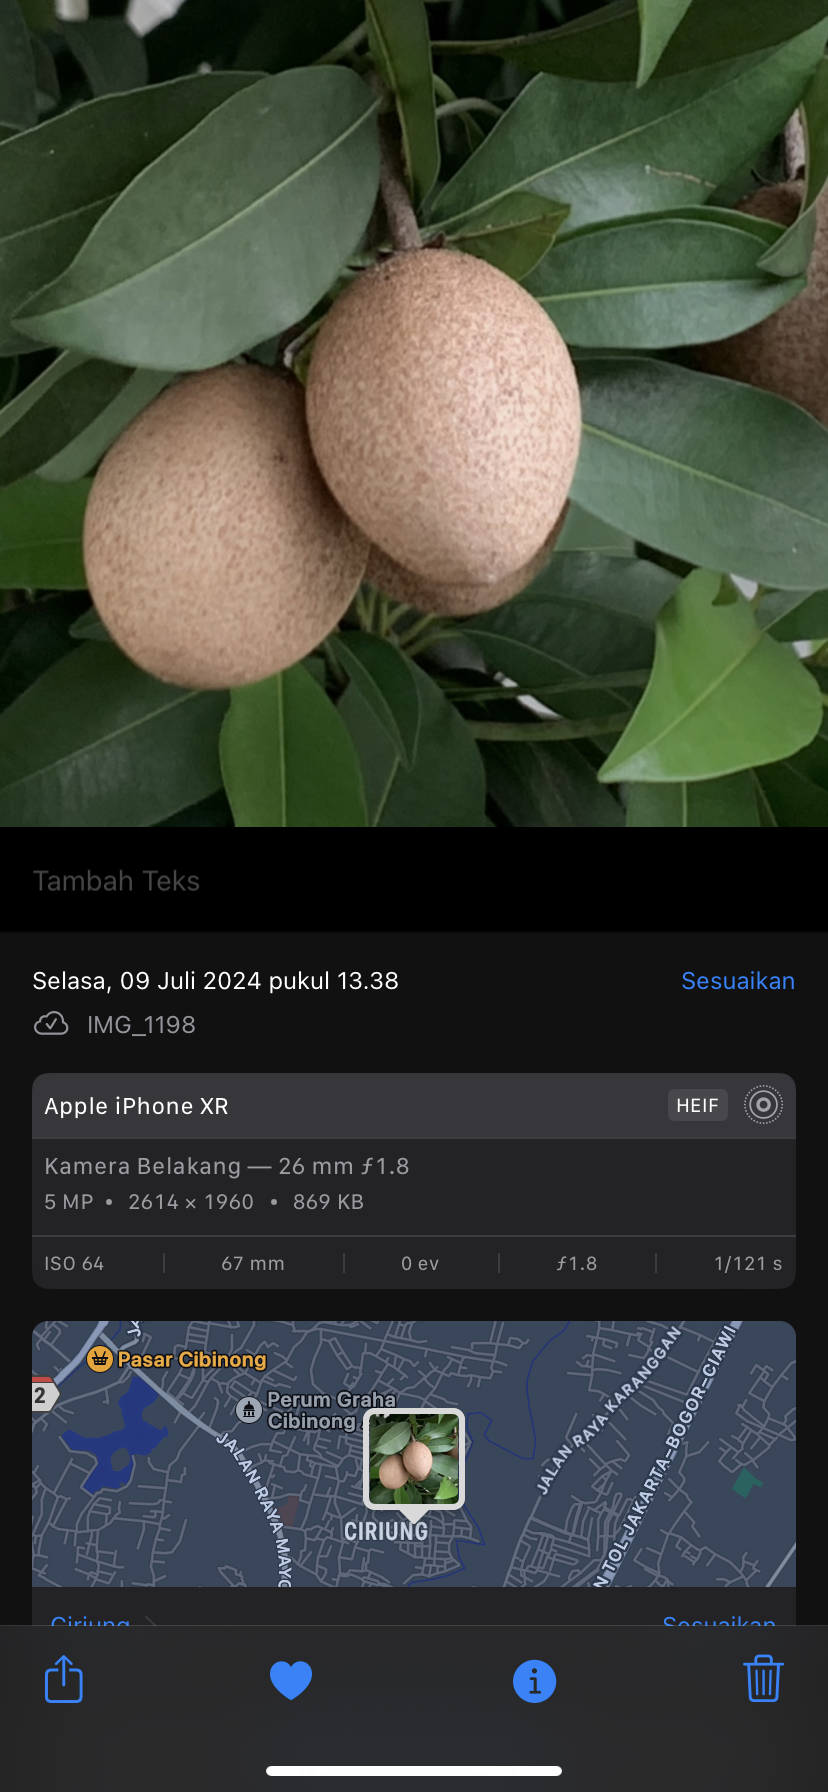 Tambah Teks
Selasa, 09 Juli 2024 pukul 13.38
Sesuaikan
IMG_1198
Apple iPhone XR
HEIF
Kamera Belakang — 26 mm ƒ1.8
5 MP • 2614 × 1960 • 869 KB
ISO 64
67 mm
0 ev
ƒ1.8
1/121 s
Pasar Cibinong
2
Perum Graha
Cibinong
JALAN RAYA MAYO
JALAN RAYA KARANGGAN
N TOL JAKARTA-BOGOR-CIAWI
CIRIUNG
Ciriung
Sesuaikan